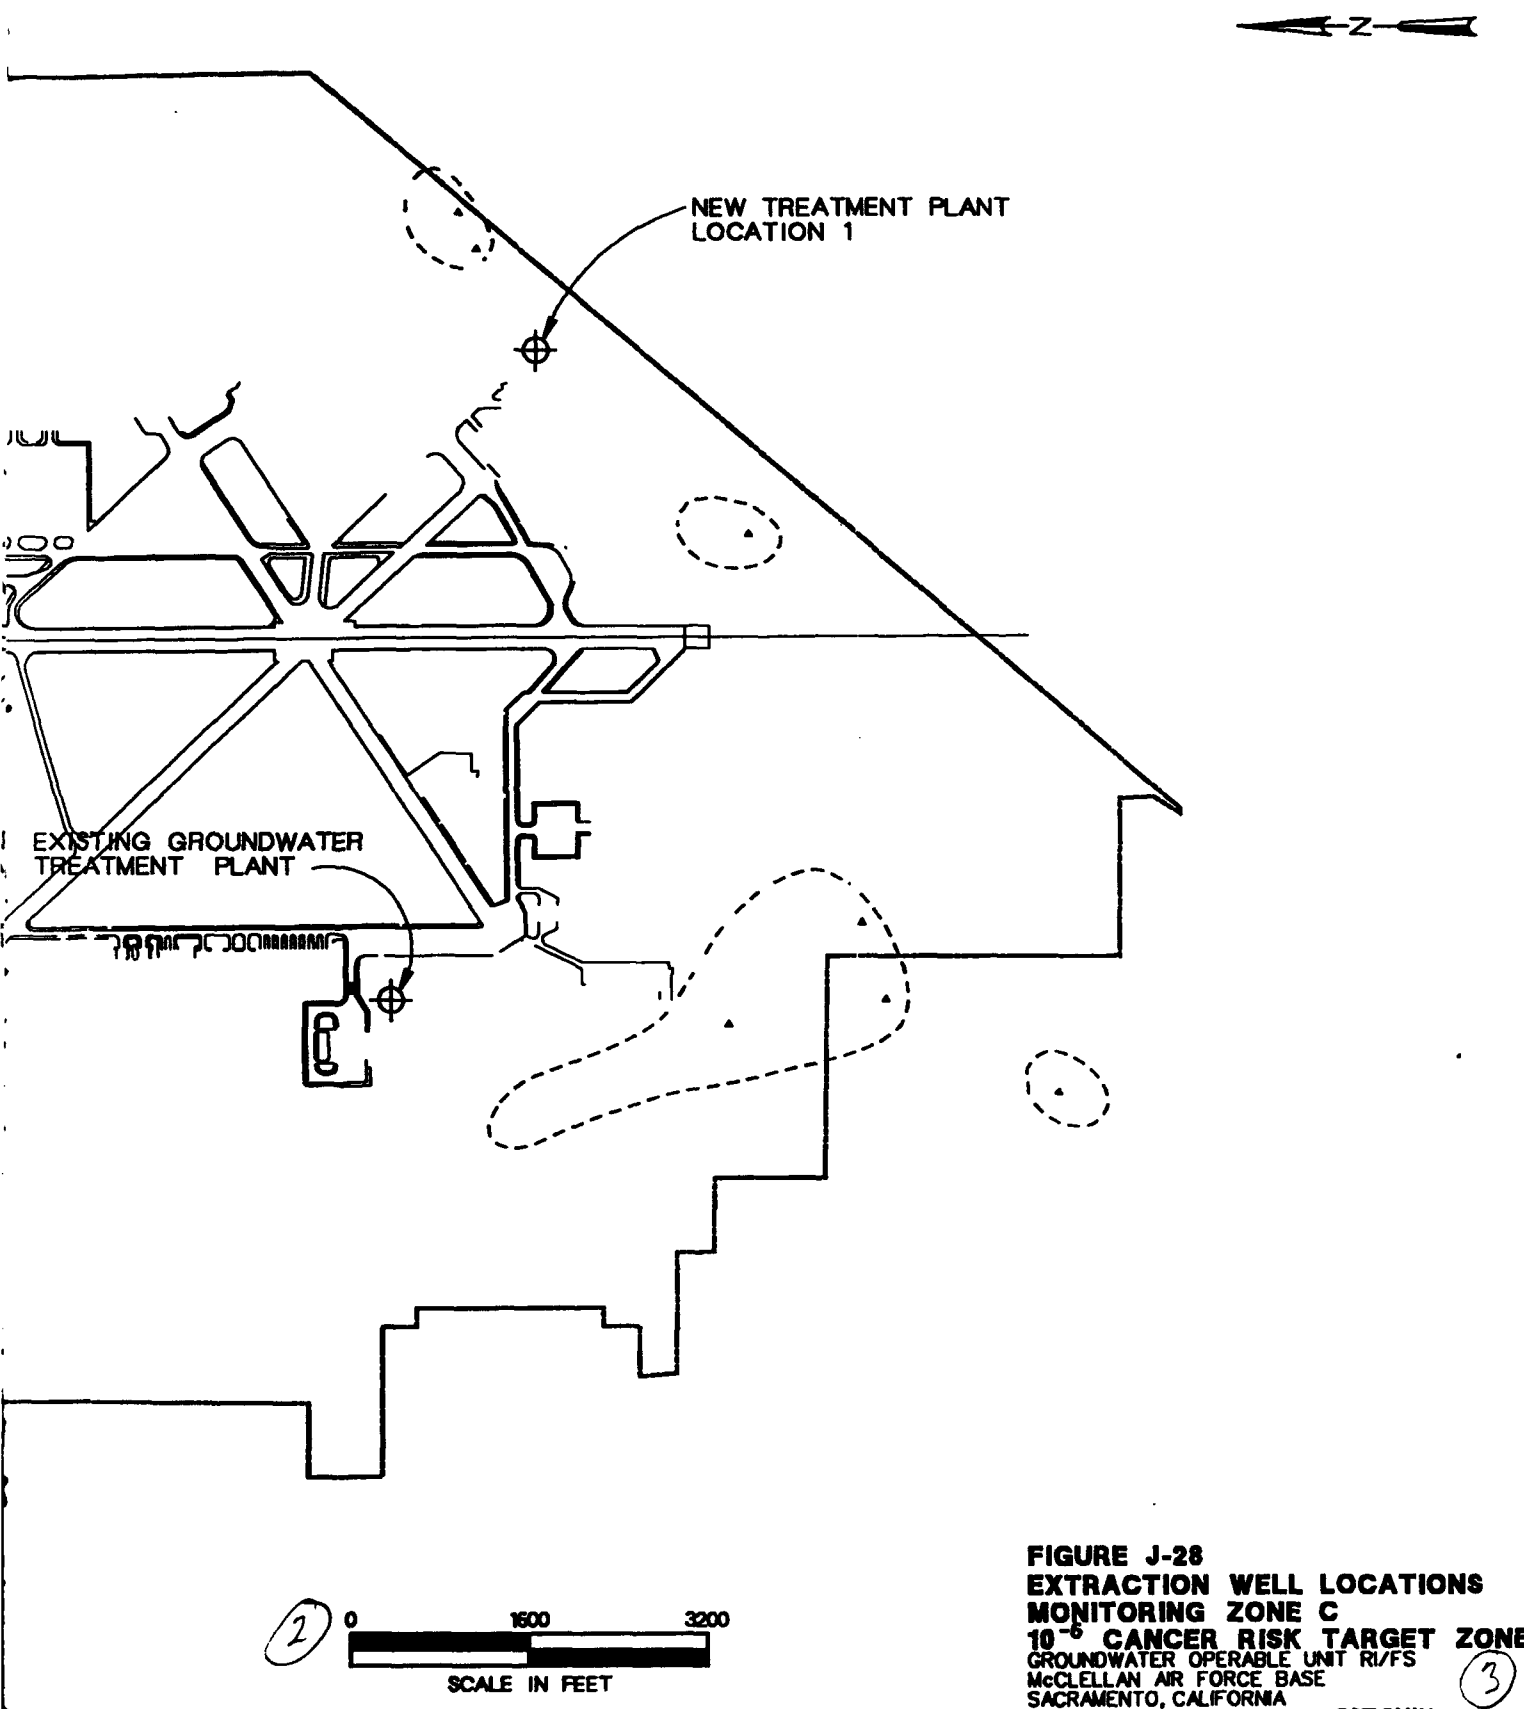 N
NEW TREATMENT PLANT
LOCATION 1
EXISTING GROUNDWATER
TREATMENT PLANT
2
0 1600 3200
SCALE IN FEET
FIGURE J-28
EXTRACTION WELL LOCATIONS
MONITORING ZONE C
10⁻⁶ CANCER RISK TARGET ZONE
GROUNDWATER OPERABLE UNIT RI/FS
McCLELLAN AIR FORCE BASE
SACRAMENTO, CALIFORNIA
3